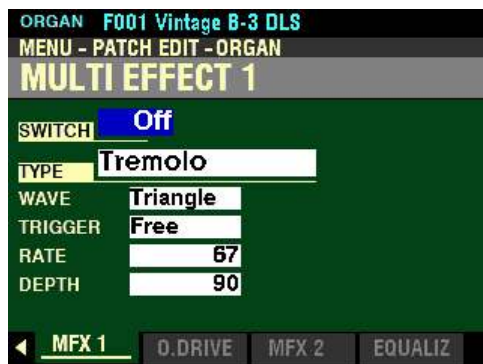 ORGAN F001 Vintage B-3 DLS
MENU - PATCH EDIT - ORGAN
MULTI EFFECT 1
SWITCH Off
TYPE Tremolo
WAVE Triangle
TRIGGER Free
RATE 67
DEPTH 90
MFX 1 O.DRIVE MFX 2 EQUALIZ